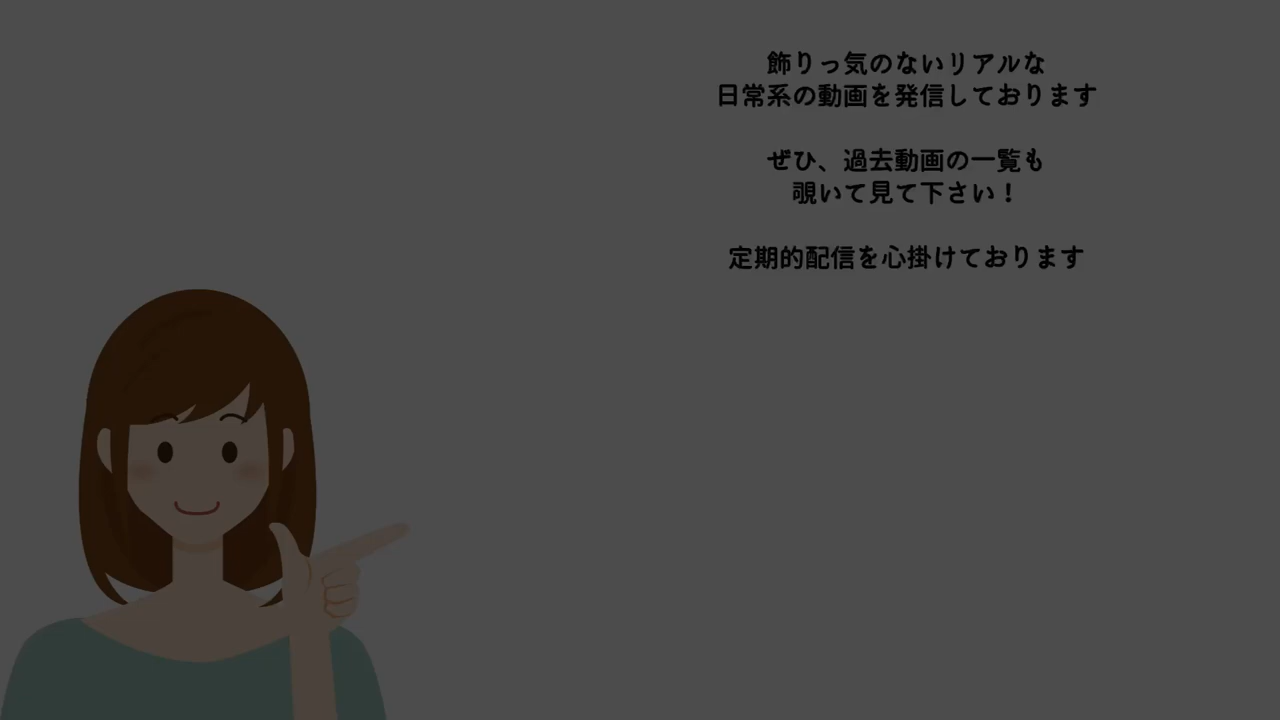 飾りっ気のないリアルな
日常系の動画を発信しております
ぜひ、過去動画の一覧も
覗いて見て下さい！
定期的配信を心掛けております